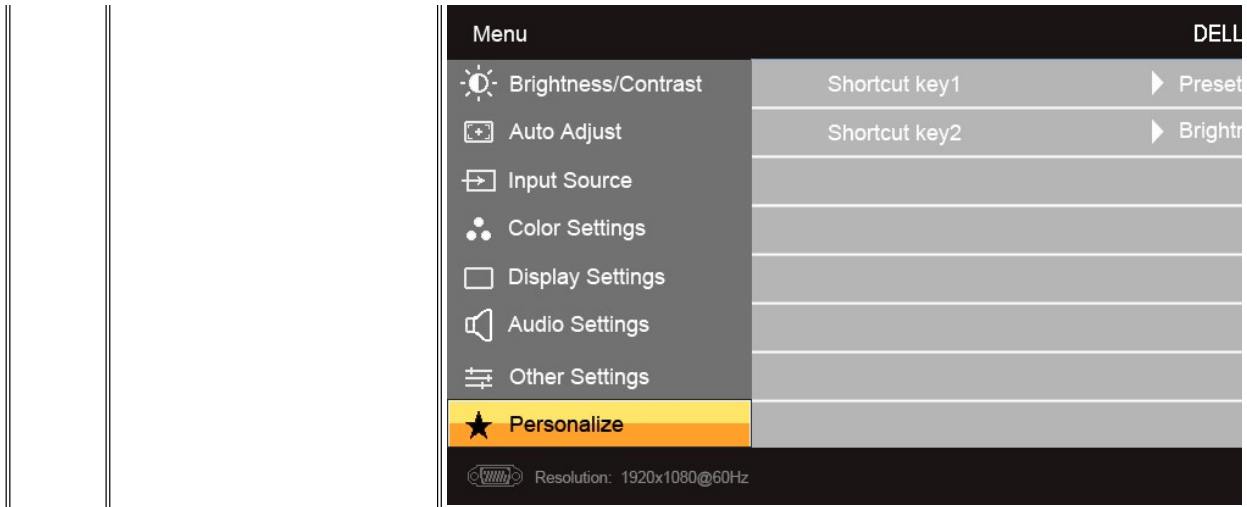 Menu DELL
Brightness/Contrast Shortcut key1 Preset
Auto Adjust Shortcut key2
Input Source
Color Settings
Display Settings
Audio Settings
Other Settings
Personalize
Resolution: 1920x1080@60Hz